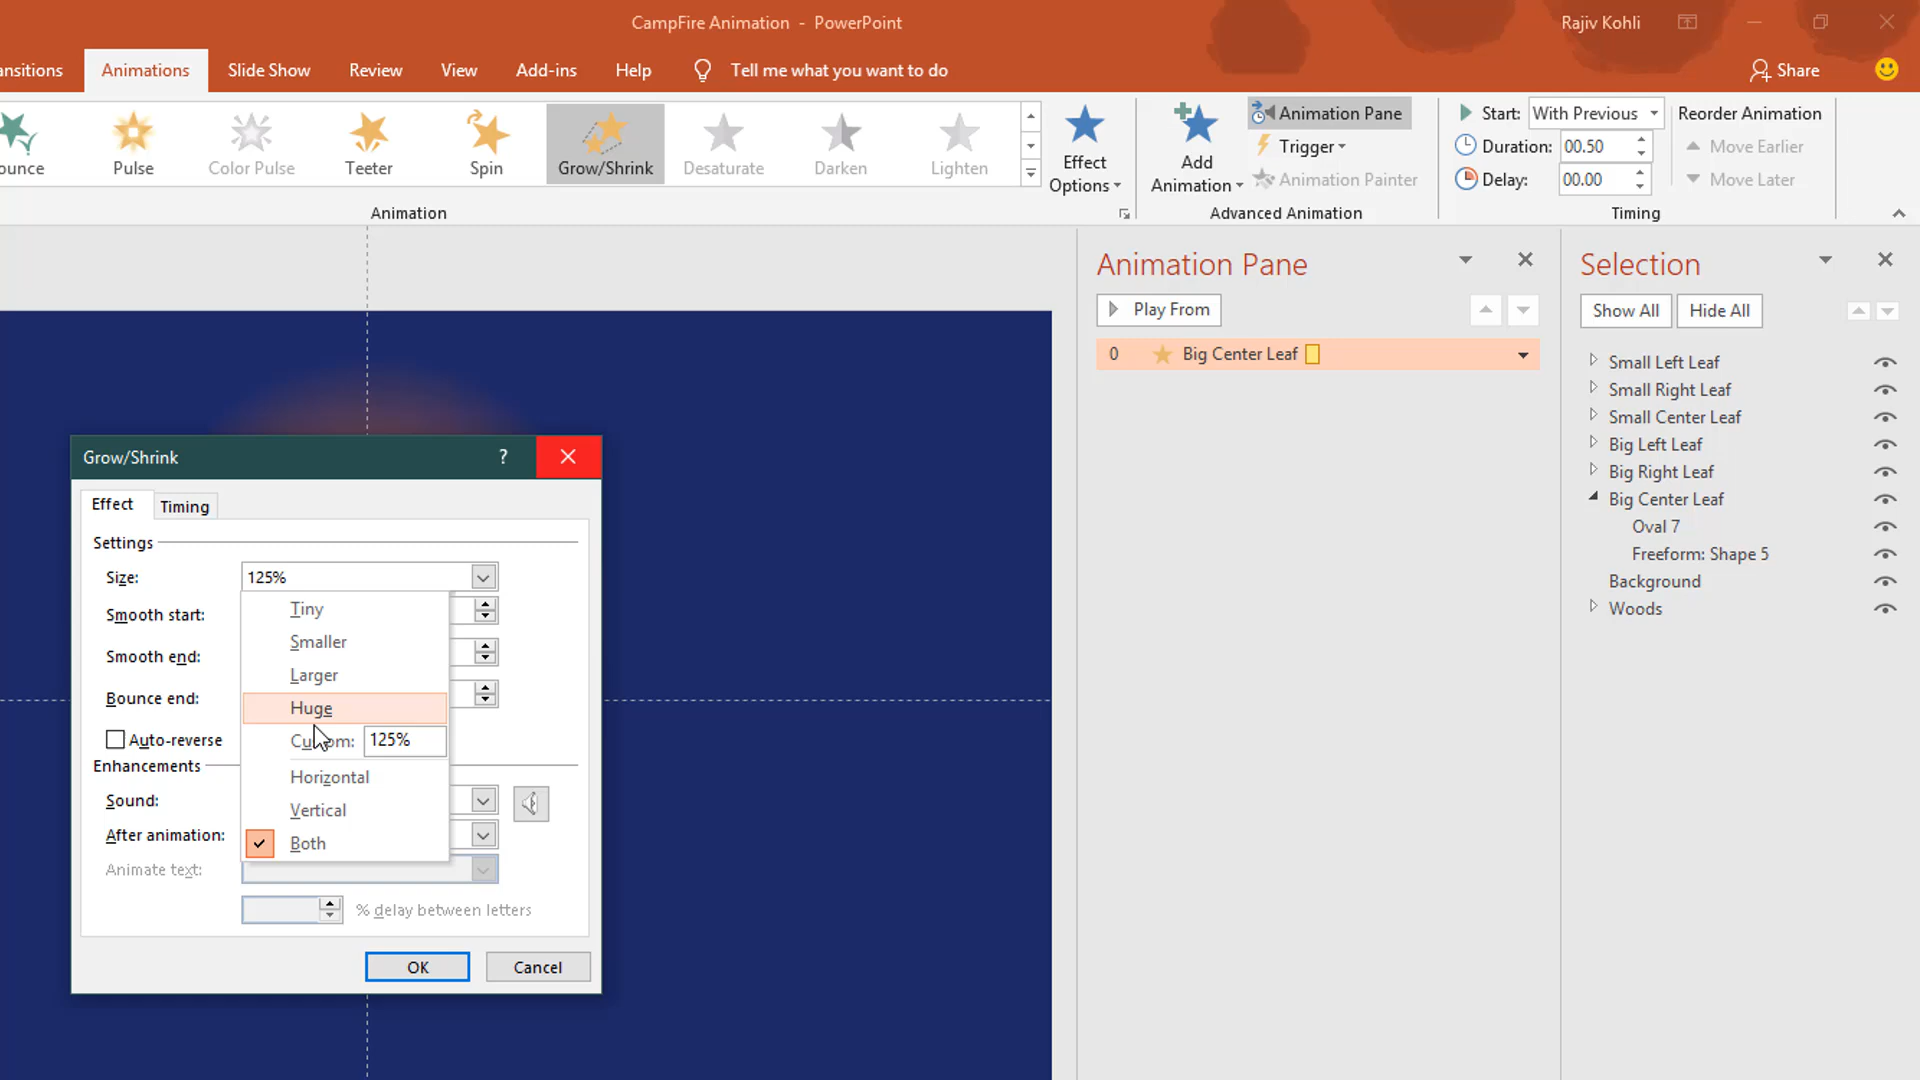 CampFire Animation - PowerPoint
Rajiv Kohli
ansitions Animations Slide Show Review View Add-ins Help Tell me what you want to do
Share
ounce Pulse Color Pulse Teeter Spin Grow/Shrink Desaturate Darken Lighten
Animation
Effect Options
Add Animation
Animation Pane
Trigger
Animation Painter
Advanced Animation
Start: With Previous
Duration: 00.50
Delay: 00.00
Reorder Animation
Move Earlier
Move Later
Timing
Grow/Shrink ?
Effect Timing
Settings
Size: 125%
Smooth start:
Smooth end:
Bounce end:
Auto-reverse
Tiny
Smaller
Larger
Huge
Custom: 125%
Horizontal
Vertical
Both
Enhancements
Sound:
After animation:
Animate text:
% delay between letters
OK Cancel
Animation Pane
Play From
0 Big Center Leaf
Selection
Show All Hide All
Small Left Leaf
Small Right Leaf
Small Center Leaf
Big Left Leaf
Big Right Leaf
Big Center Leaf
Oval 7
Freeform: Shape 5
Background
Woods